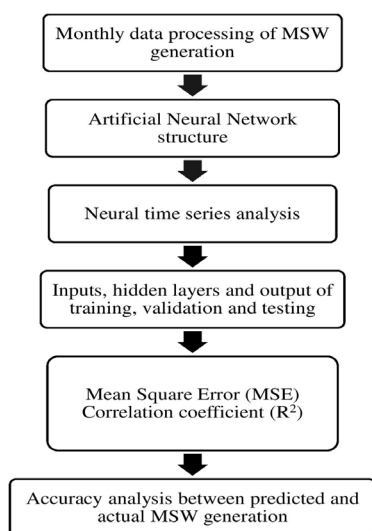 Monthly data processing of MSW
generation
Artificial Neural Network
structure
Neural time series analysis
Inputs, hidden layers and output of
training, validation and testing
Mean Square Error (MSE)
Correlation coefficient (R²)
Accuracy analysis between predicted and
actual MSW generation